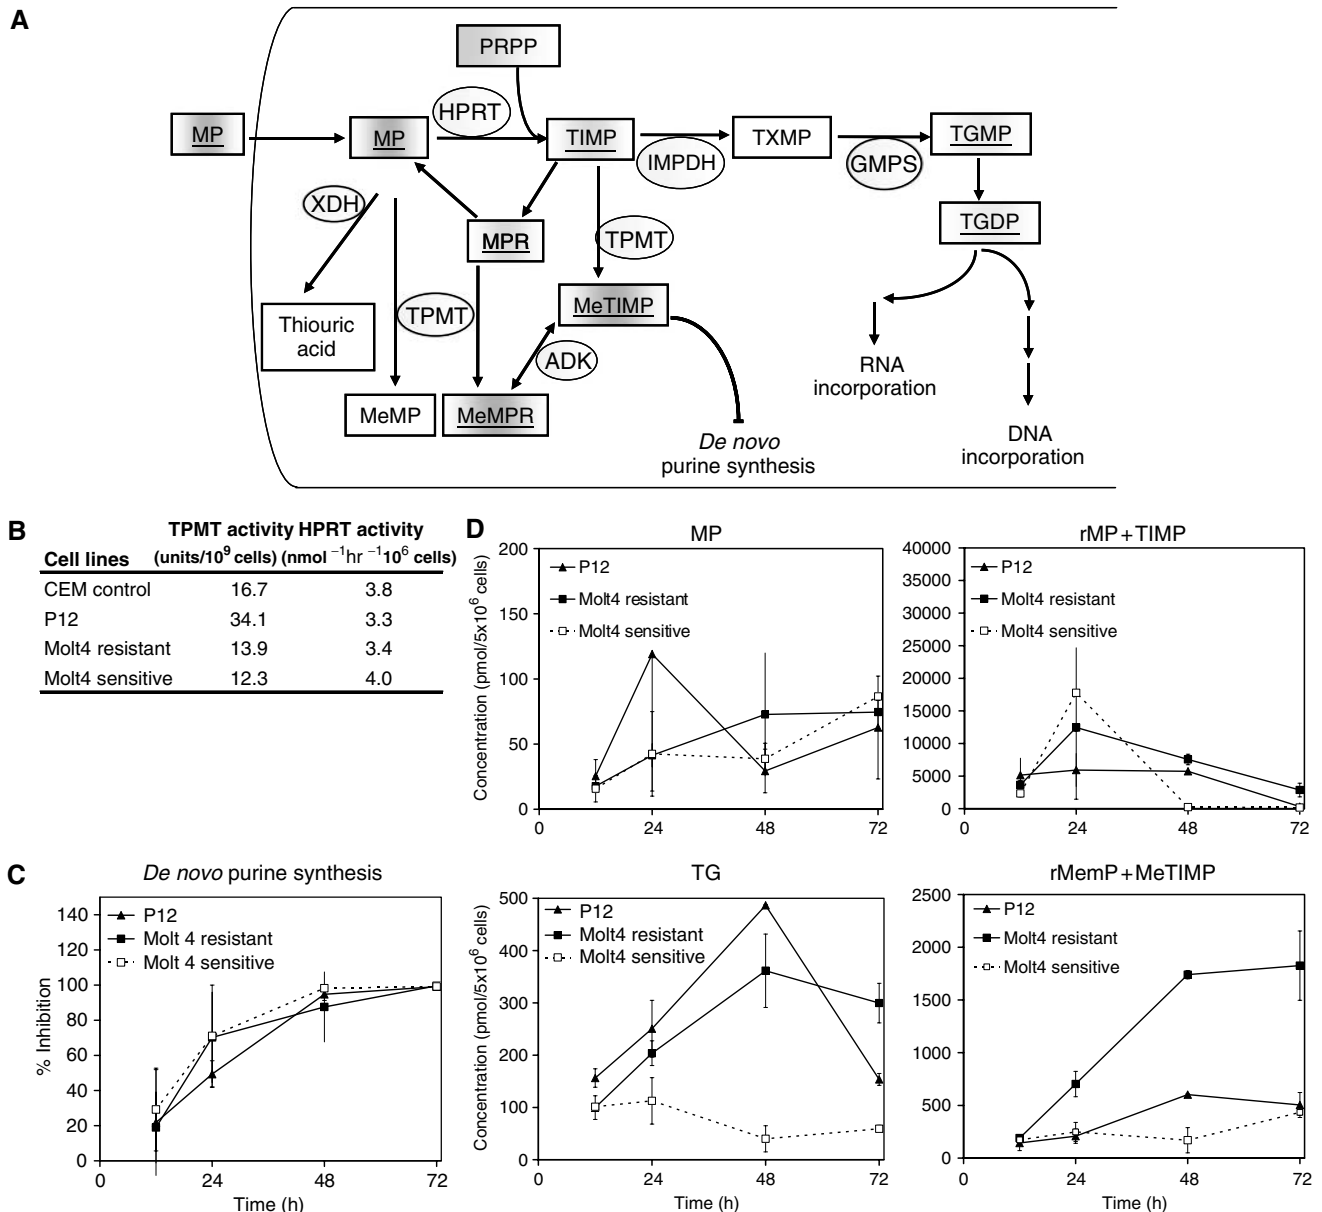 A
PRPP
MP
MP
HPRT
TIMP
IMPDH
TXMP
GMPS
TGMP
XDH
MPR
TPMT
TGDP
Thiouric
acid
TPMT
MeTIMP
ADK
MeMP
MeMPR
RNA
incorporation
De novo
purine synthesis
DNA
incorporation
B
TPMT activity HPRT activity
Cell lines (units/10⁹ cells) (nmol ⁻¹hr ⁻¹10⁶ cells)
CEM control 16.7 3.8
P12 34.1 3.3
Molt4 resistant 13.9 3.4
Molt4 sensitive 12.3 4.0
C
De novo purine synthesis
% Inhibition
140
120
100
80
60
40
20
0
P12
Molt 4 resistant
Molt 4 sensitive
0 24 48 72
Time (h)
D
MP
Concentration (pmol/5x10⁶ cells)
200
150
100
50
0
P12
Molt4 resistant
Molt4 sensitive
0 24 48 72
rMP+TIMP
40000
35000
30000
25000
20000
15000
10000
5000
0
P12
Molt4 resistant
Molt4 sensitive
0 24 48 72
TG
Concentration (pmol/5x10⁶ cells)
500
400
300
200
100
0
P12
Molt4 resistant
Molt4 sensitive
0 24 48 72
Time (h)
rMemP+MeTIMP
2500
2000
1500
1000
500
0
P12
Molt4 resistant
Molt4 sensitive
0 24 48 72
Time (h)